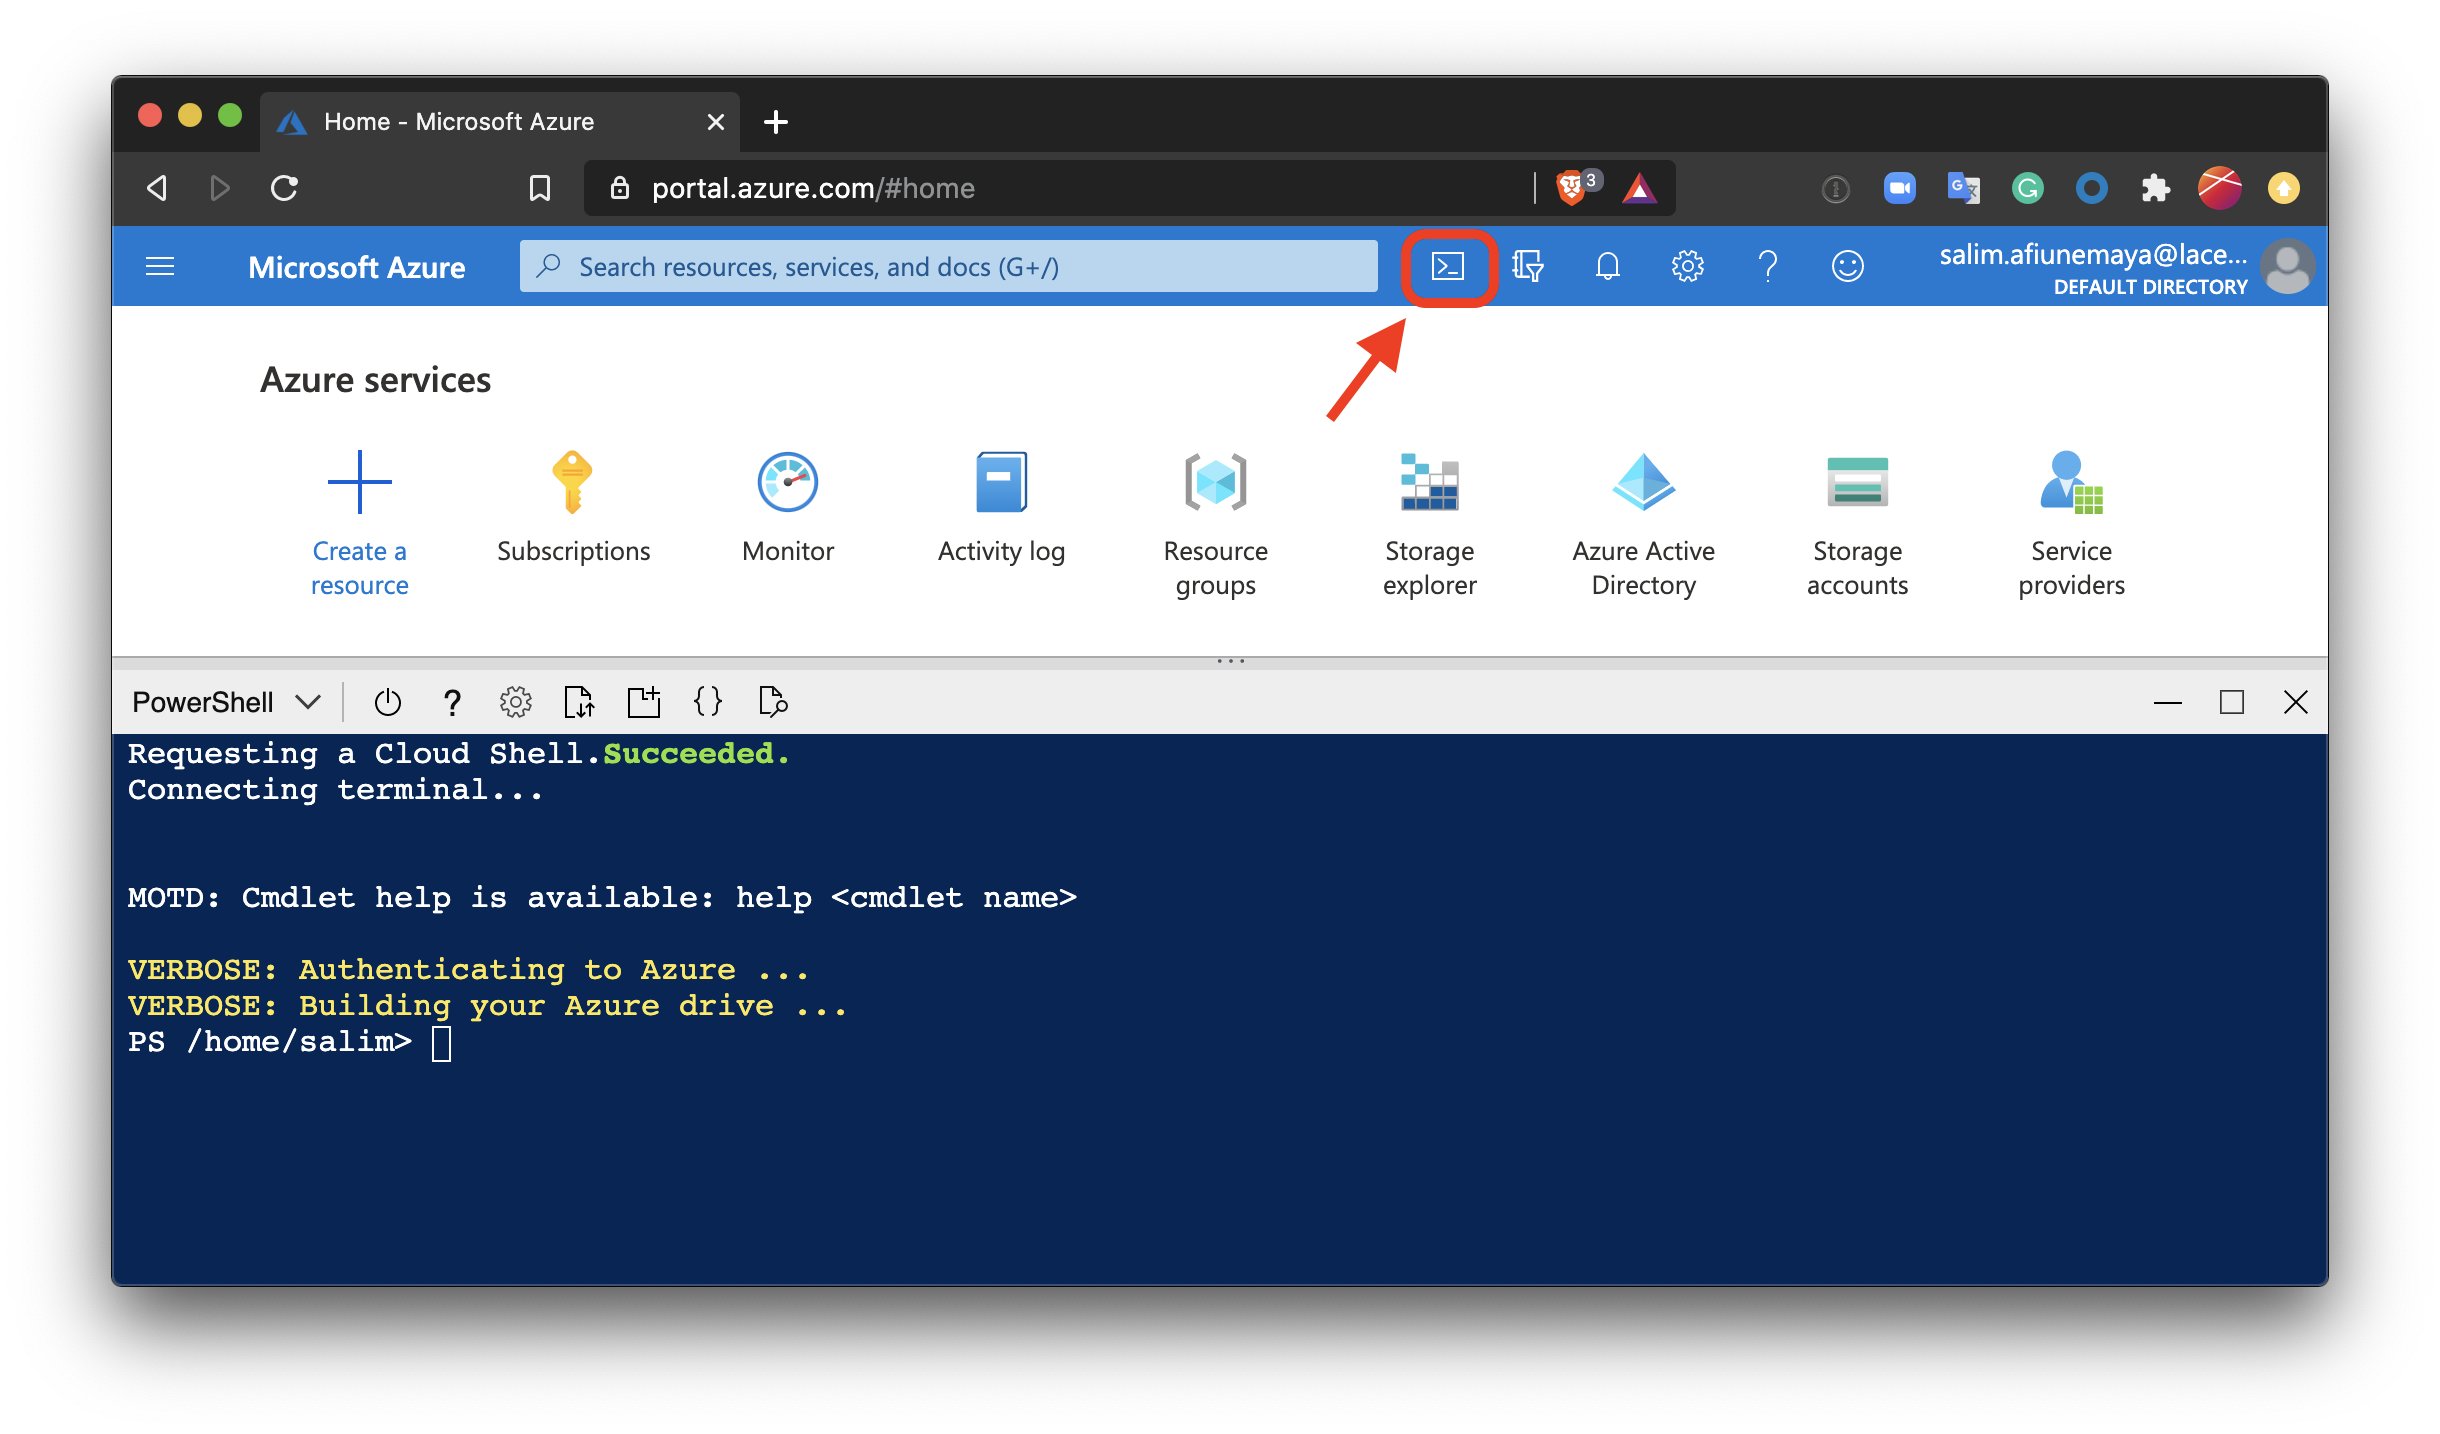 Home - Microsoft Azure
portal.azure.com/#home
3
Microsoft Azure
Search resources, services, and docs (G+/)
salim.afiunemaya@lace...
DEFAULT DIRECTORY
Azure services
Create a
resource
Subscriptions
Monitor
Activity log
Resource
groups
Storage
explorer
Azure Active
Directory
Storage
accounts
Service
providers
PowerShell
Requesting a Cloud Shell.Succeeded.
Connecting terminal...
MOTD: Cmdlet help is available: help <cmdlet name>
VERBOSE: Authenticating to Azure ...
VERBOSE: Building your Azure drive ...
PS /home/salim>